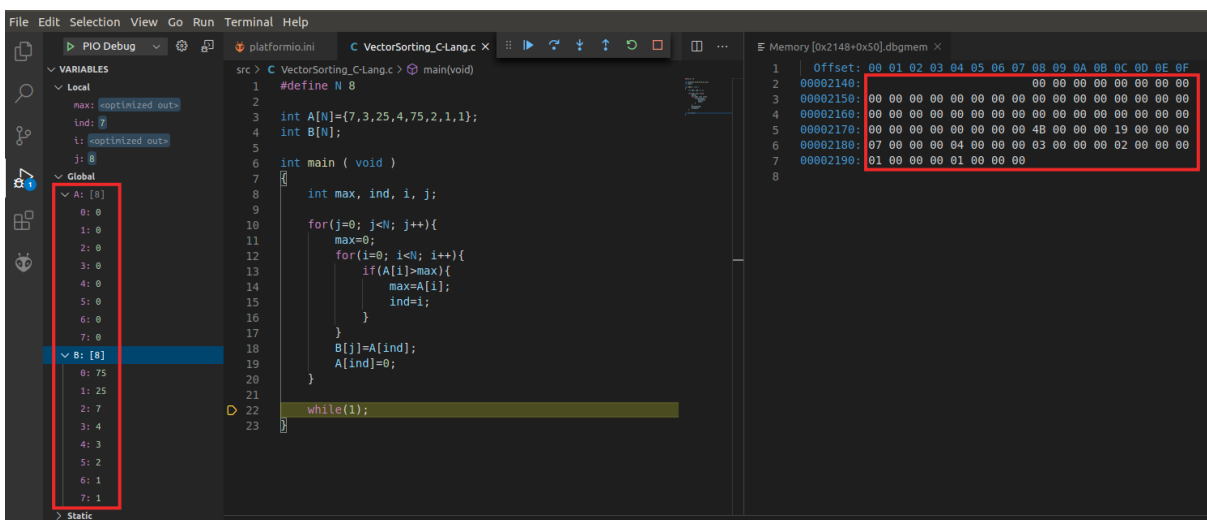 File Edit Selection View Go Run Terminal Help
PIO Debug
platformio.ini
C VectorSorting_C-Lang.c ×
...
Memory [0x2148+0x50].dbgmem ×
VARIABLES
Local
max: <optimized out>
ind: 7
i: <optimized out>
j: 8
Global
A: [8]
0: 0
1: 0
2: 0
3: 0
4: 0
5: 0
6: 0
7: 0
B: [8]
0: 75
1: 25
2: 7
3: 4
4: 3
5: 2
6: 1
7: 1
Static
src > C VectorSorting_C-Lang.c > main(void)
1 #define N 8
2
3 int A[N]={7,3,25,4,75,2,1,1};
4 int B[N];
5
6 int main ( void )
7 {
8 int max, ind, i, j;
9
10 for(j=0; j<N; j++){
11 max=0;
12 for(i=0; i<N; i++){
13 if(A[i]>max){
14 max=A[i];
15 ind=i;
16 }
17 }
18 B[j]=A[ind];
19 A[ind]=0;
20 }
21
22 while(1);
23 }
1 Offset: 00 01 02 03 04 05 06 07 08 09 0A 0B 0C 0D 0E 0F
2 00002140: 00 00 00 00 00 00 00 00
3 00002150: 00 00 00 00 00 00 00 00 00 00 00 00 00 00 00 00
4 00002160: 00 00 00 00 00 00 00 00 00 00 00 00 00 00 00 00
5 00002170: 00 00 00 00 00 00 00 00 4B 00 00 00 19 00 00 00
6 00002180: 07 00 00 00 04 00 00 00 03 00 00 00 02 00 00 00
7 00002190: 01 00 00 00 01 00 00 00
8
1